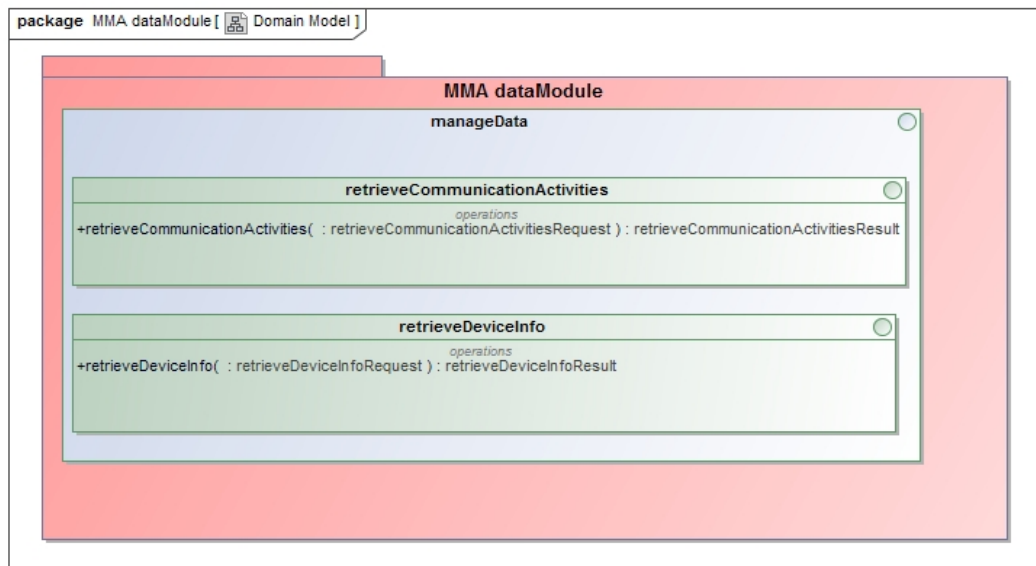 package MMA dataModule [ Domain Model ]
MMA dataModule
manageData
retrieveCommunicationActivities
operations
+retrieveCommunicationActivities( : retrieveCommunicationActivitiesRequest ) : retrieveCommunicationActivitiesResult
retrieveDeviceInfo
operations
+retrieveDeviceInfo( : retrieveDeviceInfoRequest ) : retrieveDeviceInfoResult